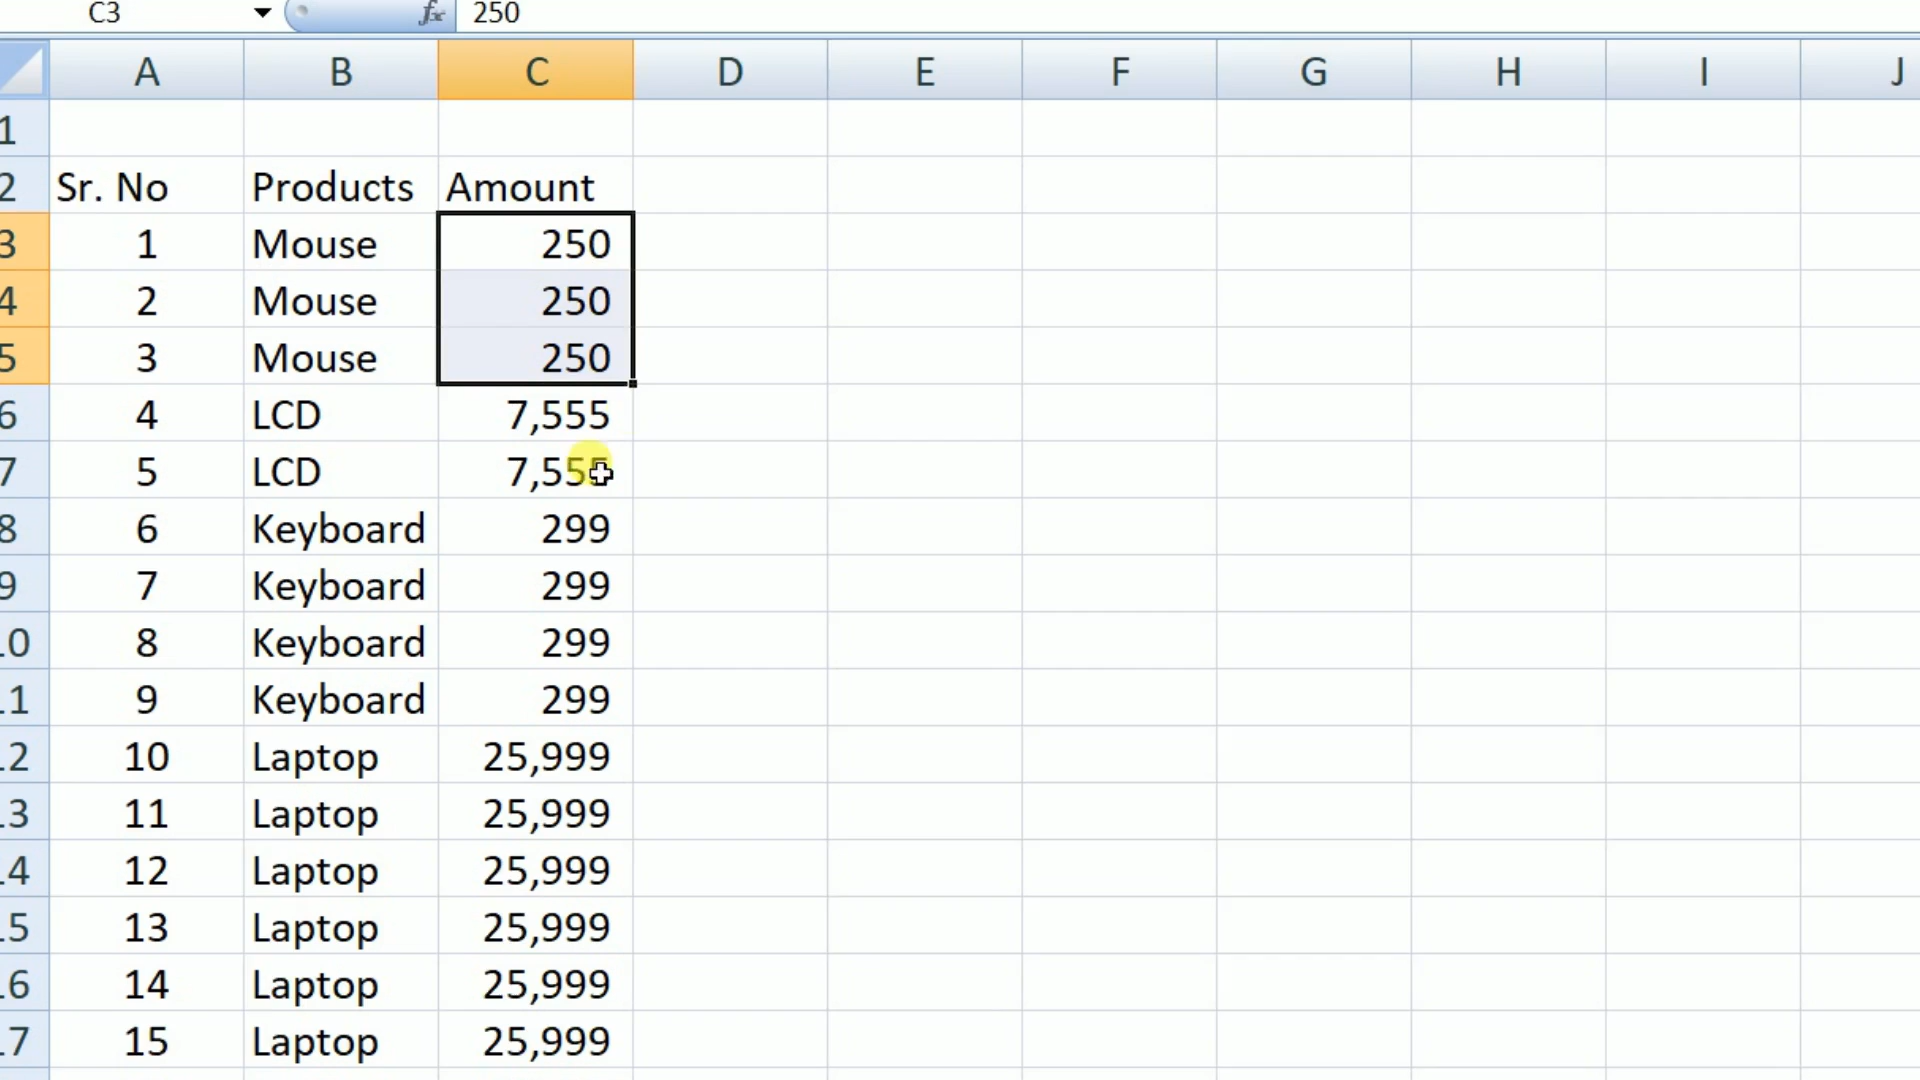 C3 fx 250
A B C D E F G H I J
1
2 Sr. No Products Amount
3 1 Mouse 250
4 2 Mouse 250
5 3 Mouse 250
6 4 LCD 7,555
7 5 LCD 7,555
8 6 Keyboard 299
9 7 Keyboard 299
10 8 Keyboard 299
11 9 Keyboard 299
12 10 Laptop 25,999
13 11 Laptop 25,999
14 12 Laptop 25,999
15 13 Laptop 25,999
16 14 Laptop 25,999
17 15 Laptop 25,999